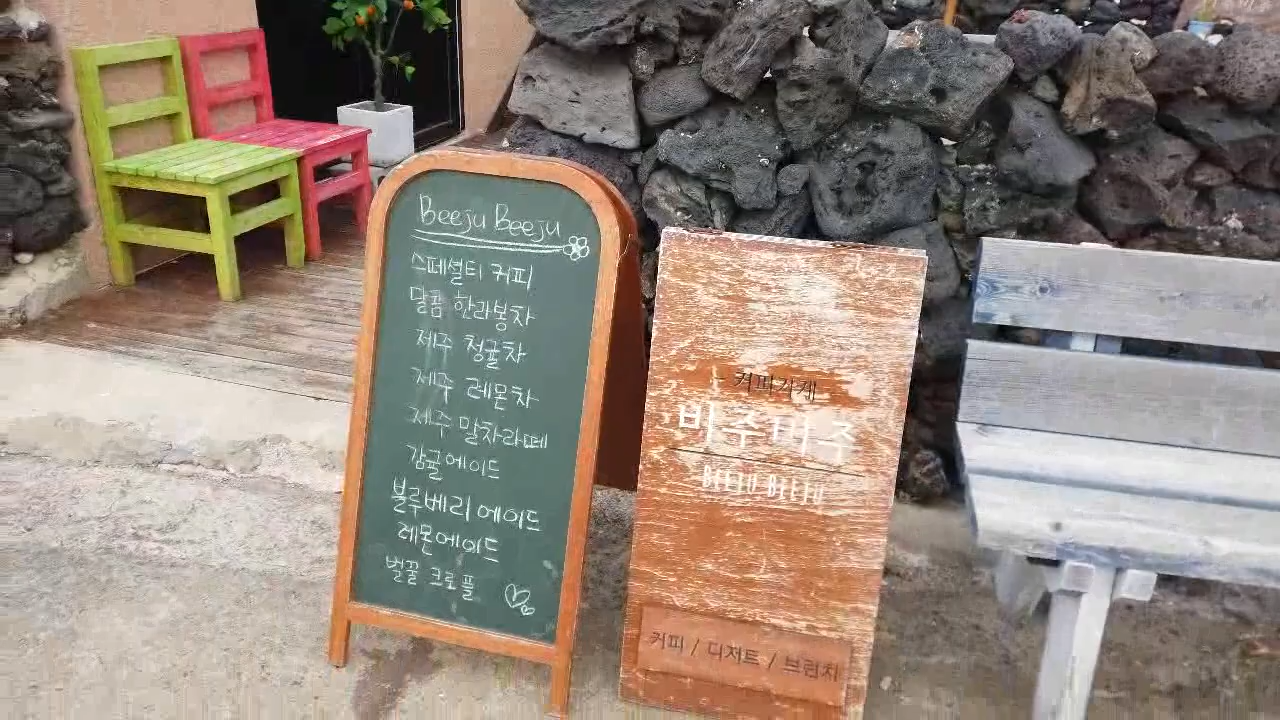 Beeju Beeju
스페셜티 커피
말콤 한라봉차
제주 청귤차
제주 레몬차
제주 말차라떼
감귤에이드
블루베리에이드
레몬에이드
벌꿀 크로플
커피가게
비주비주
BEEJU BEEJU
커피 / 디저트 / 브런치